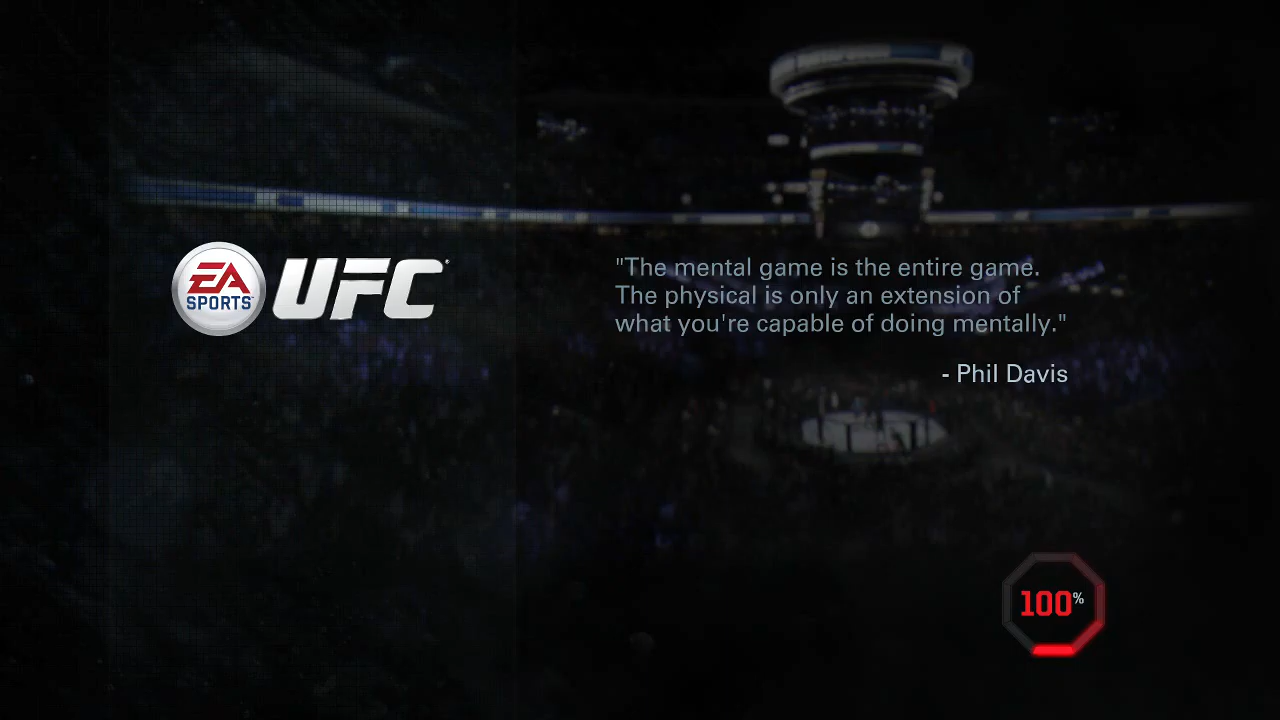 EA
SPORTS
UFC
"The mental game is the entire game.
The physical is only an extension of
what you're capable of doing mentally."
- Phil Davis
100%